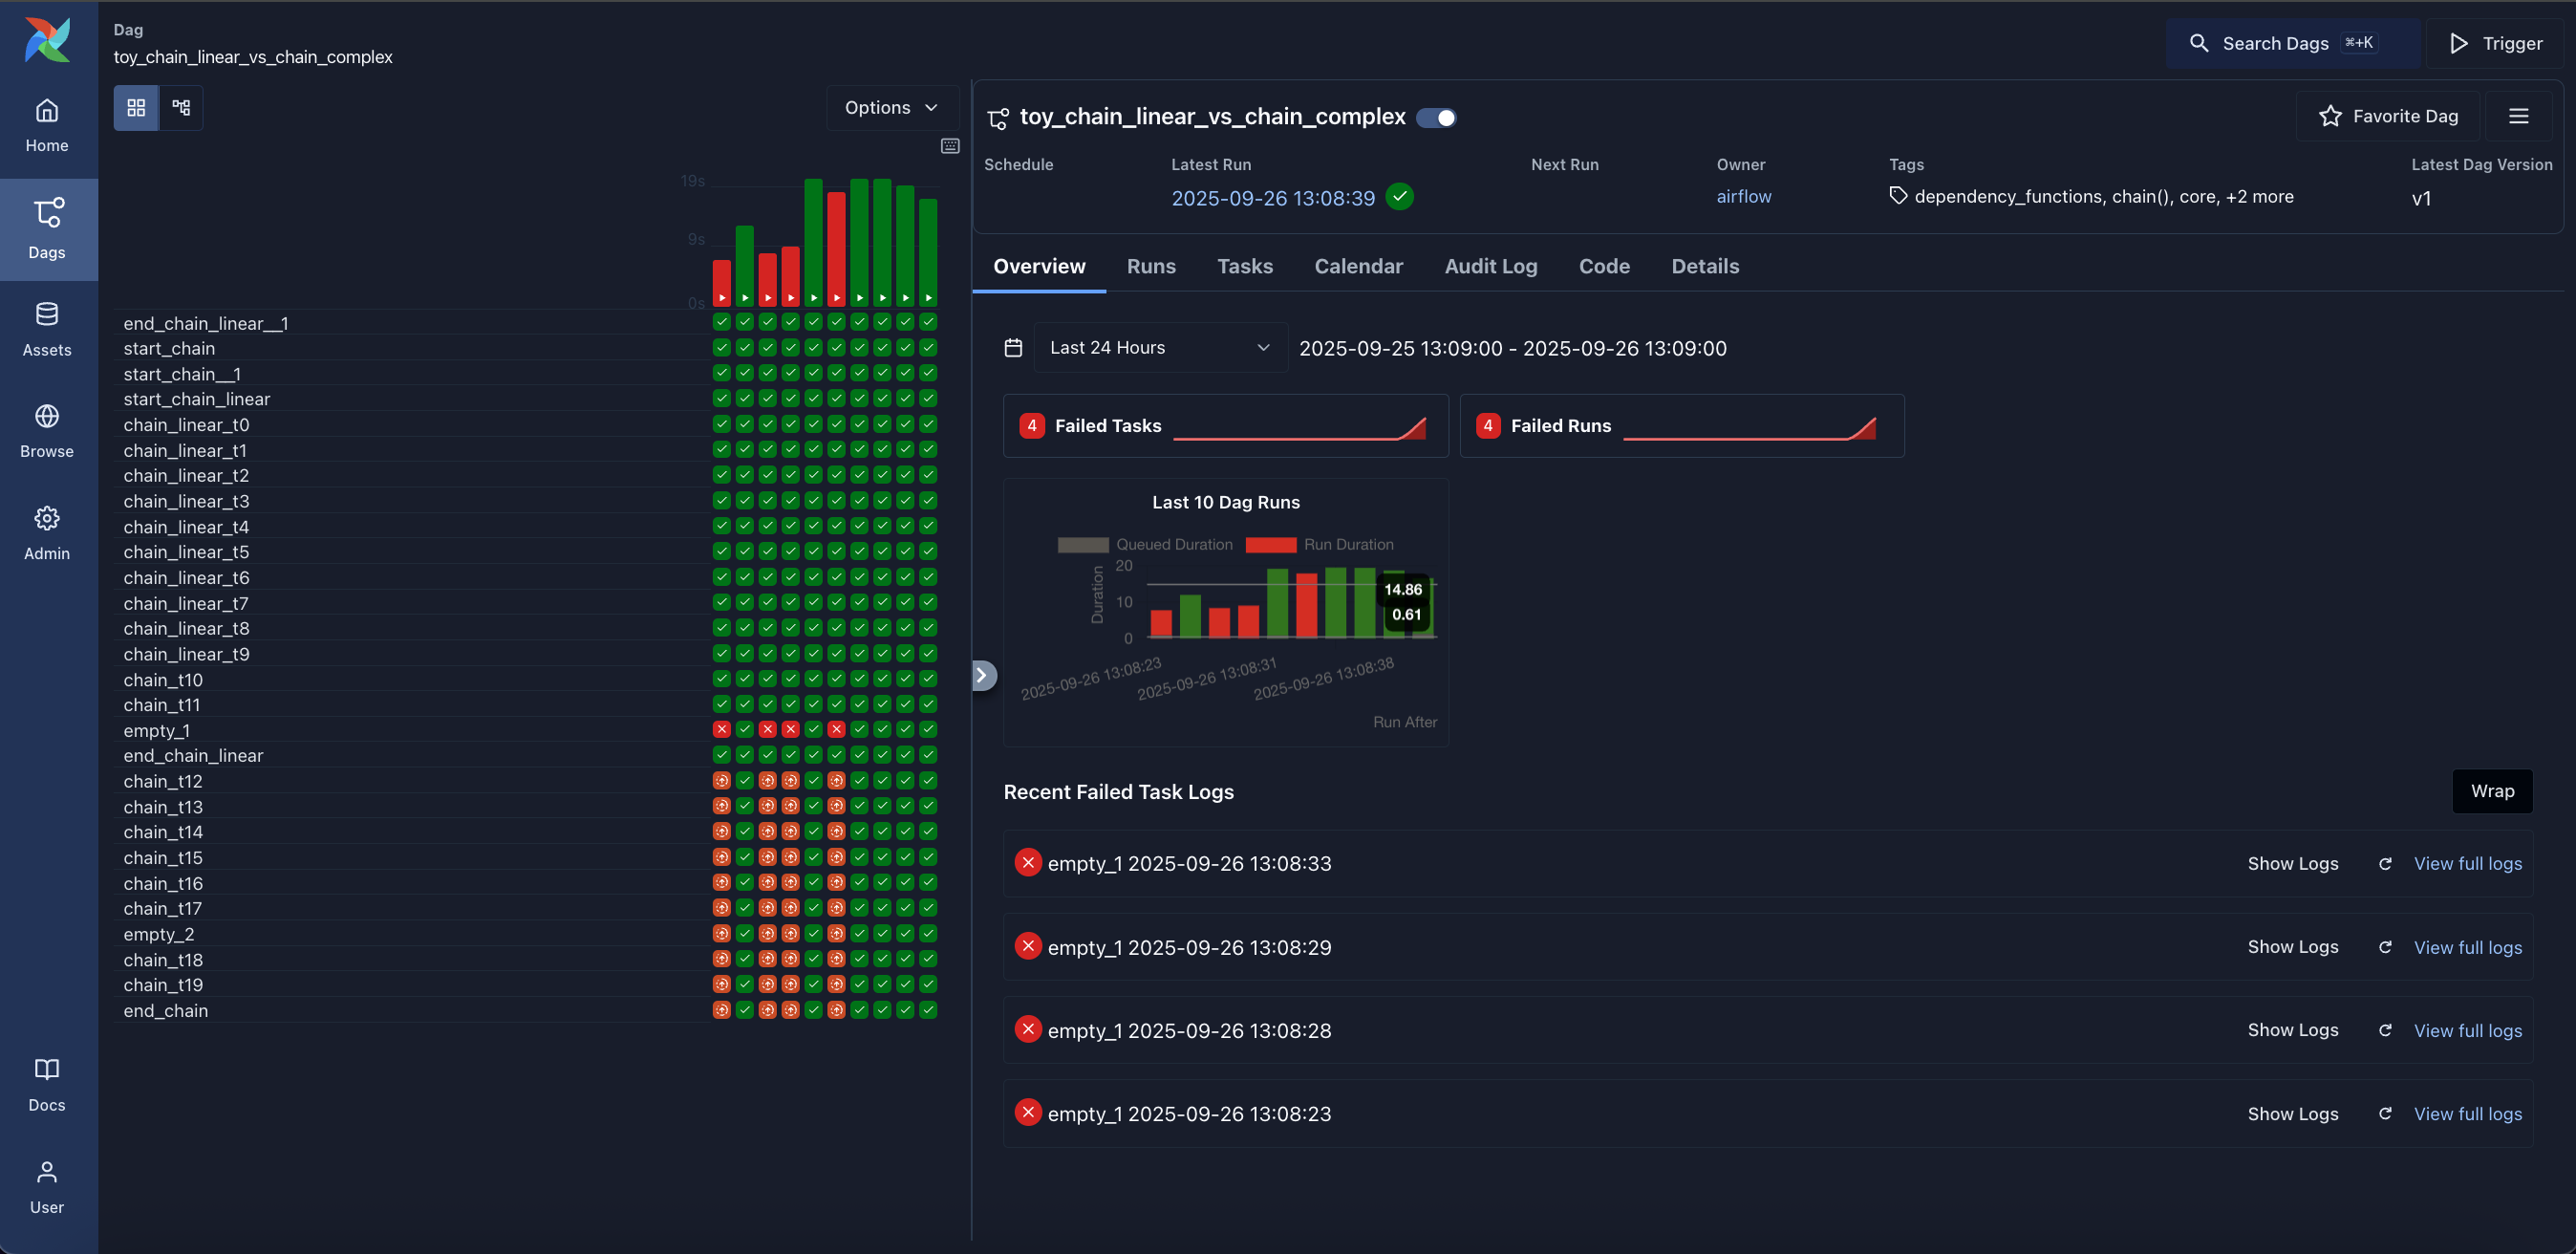 Home
Dags
Assets
Browse
Admin
Docs
User
Dag
toy_chain_linear_vs_chain_complex
Search Dags ⌘+K
Trigger
Options
19s
9s
0s
end_chain_linear__1
start_chain
start_chain__1
start_chain_linear
chain_linear_t0
chain_linear_t1
chain_linear_t2
chain_linear_t3
chain_linear_t4
chain_linear_t5
chain_linear_t6
chain_linear_t7
chain_linear_t8
chain_linear_t9
chain_t10
chain_t11
empty_1
end_chain_linear
chain_t12
chain_t13
chain_t14
chain_t15
chain_t16
chain_t17
empty_2
chain_t18
chain_t19
end_chain
toy_chain_linear_vs_chain_complex
Favorite Dag
Schedule Latest Run Next Run Owner Tags Latest Dag Version
2025-09-26 13:08:39 airflow dependency_functions, chain(), core, +2 more v1
Overview Runs Tasks Calendar Audit Log Code Details
Last 24 Hours 2025-09-25 13:09:00 - 2025-09-26 13:09:00
4 Failed Tasks
4 Failed Runs
Last 10 Dag Runs
Queued Duration Run Duration
Duration
20
10
0
14.86
0.61
2025-09-26 13:08:23
2025-09-26 13:08:31
2025-09-26 13:08:38
Run After
Recent Failed Task Logs
Wrap
empty_1 2025-09-26 13:08:33 Show Logs View full logs
empty_1 2025-09-26 13:08:29 Show Logs View full logs
empty_1 2025-09-26 13:08:28 Show Logs View full logs
empty_1 2025-09-26 13:08:23 Show Logs View full logs